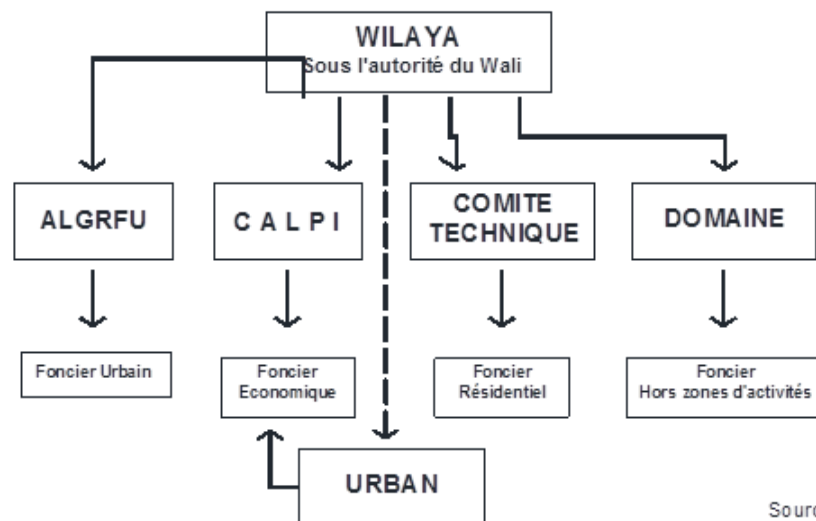 WILAYA
Sous l'autorité du Wali
ALGRFU
C A L P I
COMITE
TECHNIQUE
DOMAINE
Foncier Urbain
Foncier
Economique
Foncier
Résidentiel
Foncier
Hors zones d'activités
URBAN
Sourc